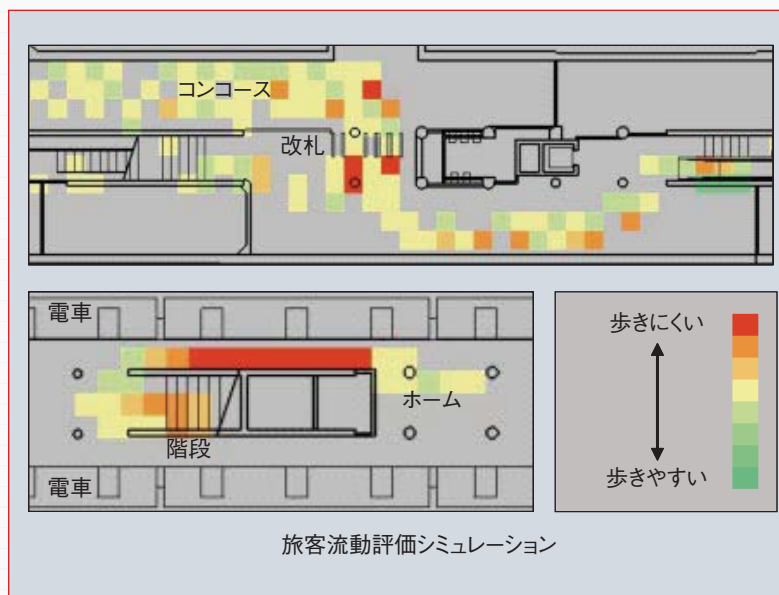 コンコース
改札
電車
ホーム
階段
電車
歩きにくい
歩きやすい
旅客流動評価シミュレーション